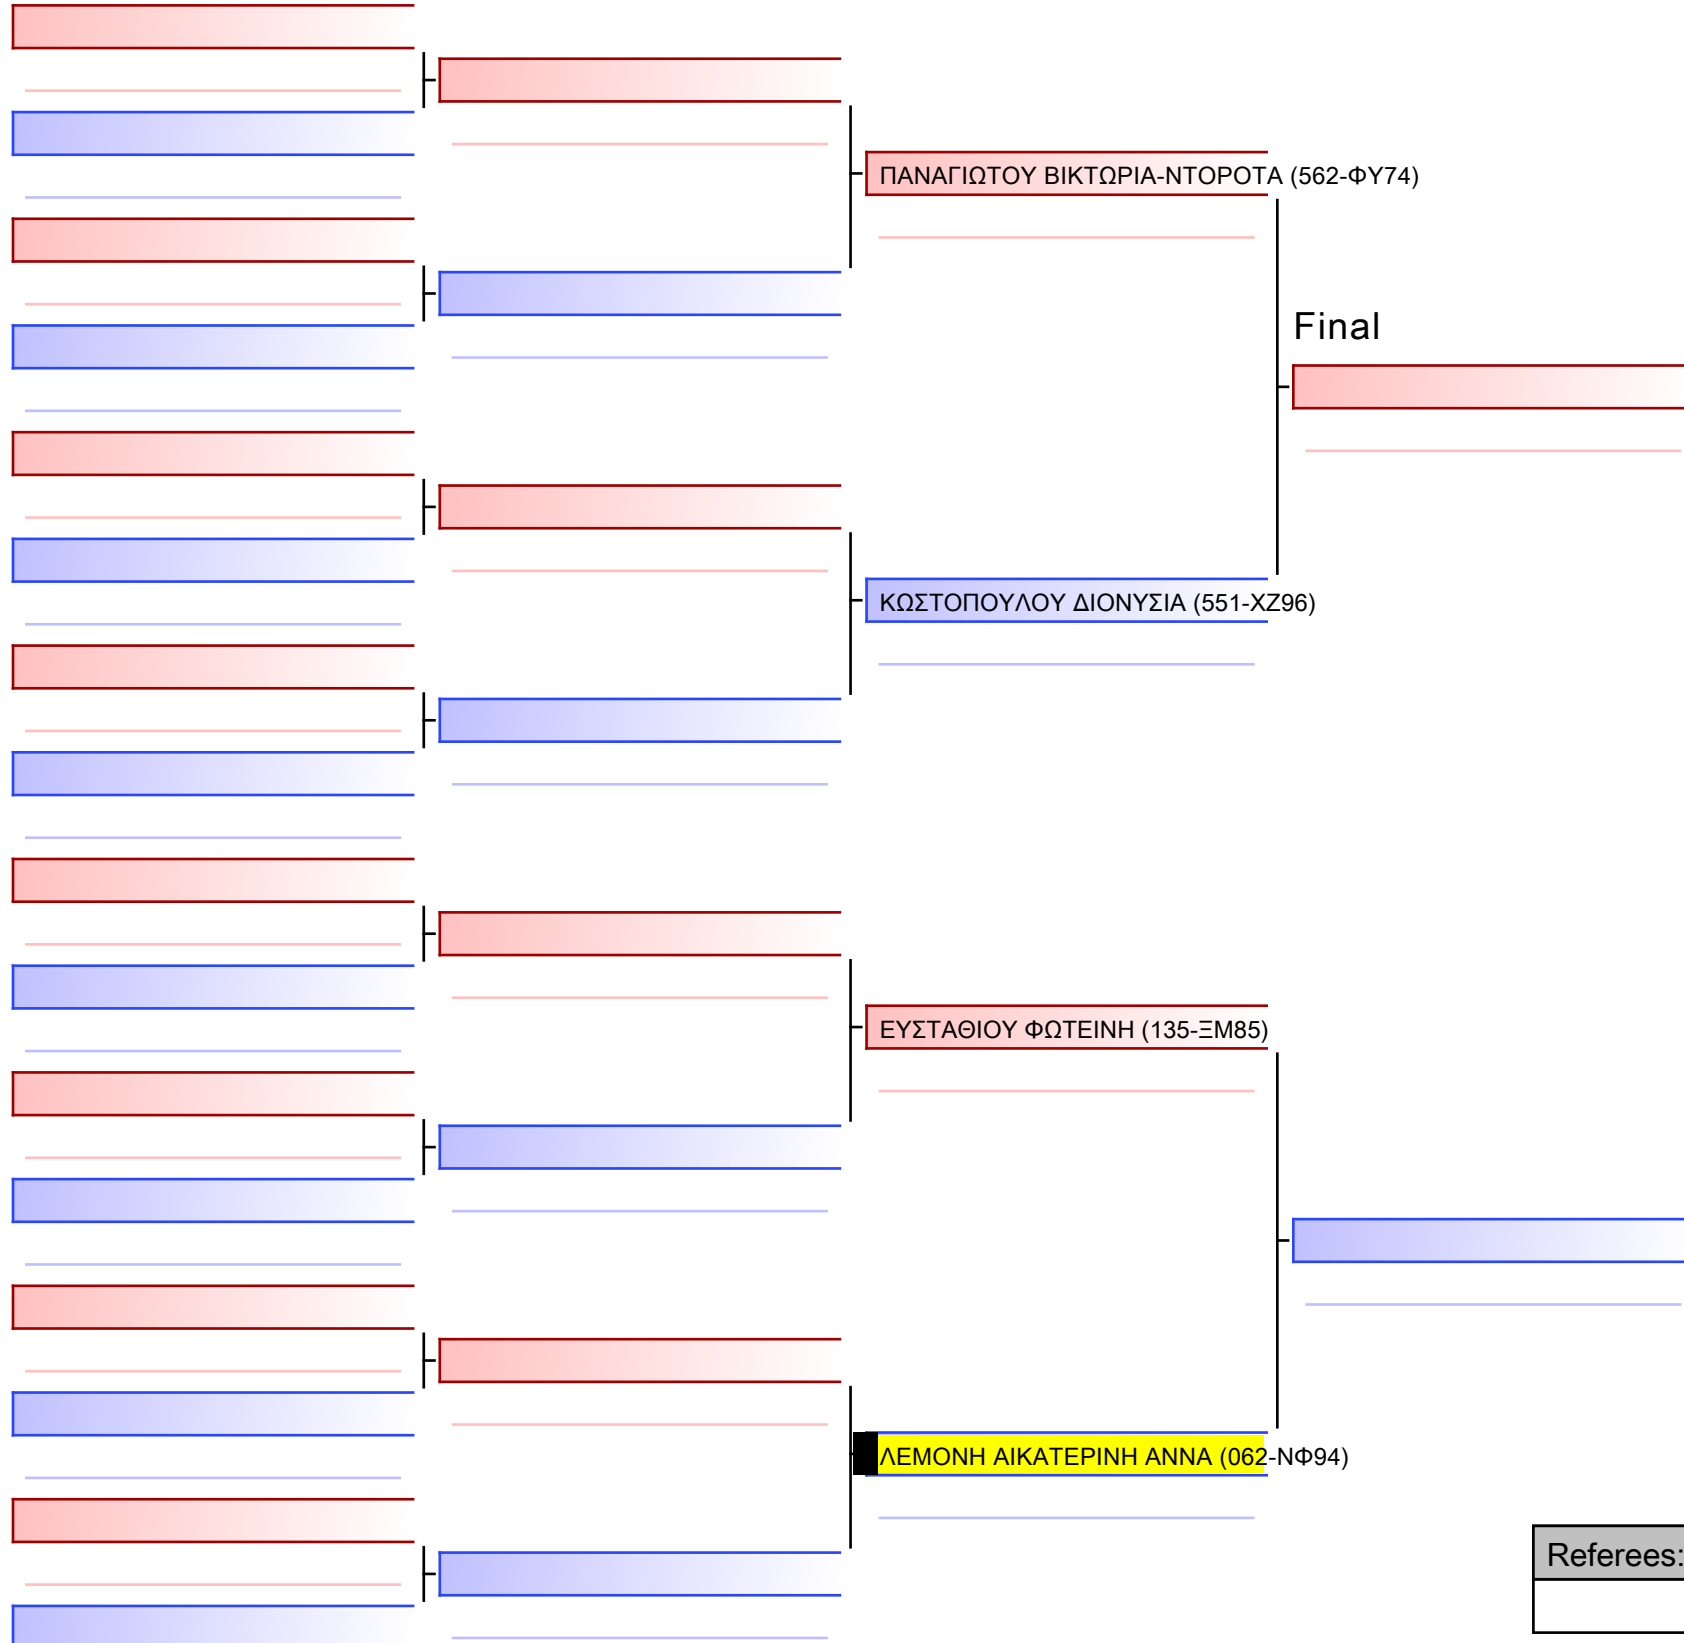 ΠΑΝΑΓΙΩΤΟΥ ΒΙΚΤΩΡΙΑ-ΝΤΟΡΟΤΑ (562-ΦΥ74)
Final
ΚΩΣΤΟΠΟΥΛΟΥ ΔΙΟΝΥΣΙΑ (551-ΧΖ96)
ΕΥΣΤΑΘΙΟΥ ΦΩΤΕΙΝΗ (135-ΞΜ85)
ΛΕΜΟΝΗ ΑΙΚΑΤΕΡΙΝΗ ΑΝΝΑ (062-ΝΦ94)
Referees: